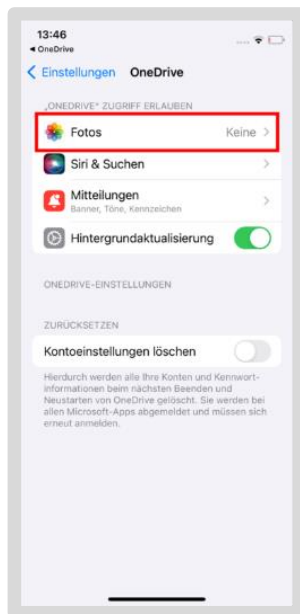 13:46
◀ OneDrive
Einstellungen OneDrive
„ONEDRIVE“ ZUGRIFF ERLAUBEN
Fotos Keine
Siri & Suchen
Mitteilungen
Banner, Töne, Kennzeichen
Hintergrundaktualisierung
ONEDRIVE-EINSTELLUNGEN
ZURÜCKSETZEN
Kontoeinstellungen löschen
Hierdurch werden alle Ihre Konten und Kennwort-
informationen beim nächsten Beenden und
Neustarten von OneDrive gelöscht. Sie werden bei
allen Microsoft-Apps abgemeldet und müssen sich
erneut anmelden.